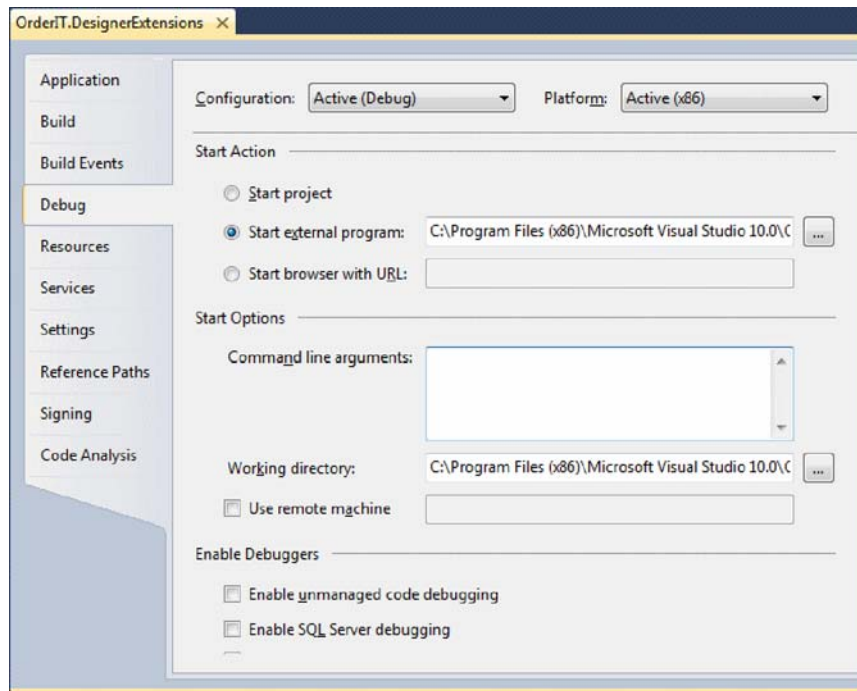 OrderIT.DesignerExtensions
Application
Build
Build Events
Debug
Resources
Services
Settings
Reference Paths
Signing
Code Analysis
Configuration: Active (Debug) Platform: Active (x86)
Start Action
Start project
Start external program: C:\Program Files (x86)\Microsoft Visual Studio 10.0\C ...
Start browser with URL:
Start Options
Command line arguments:
Working directory: C:\Program Files (x86)\Microsoft Visual Studio 10.0\C ...
Use remote machine
Enable Debuggers
Enable unmanaged code debugging
Enable SQL Server debugging